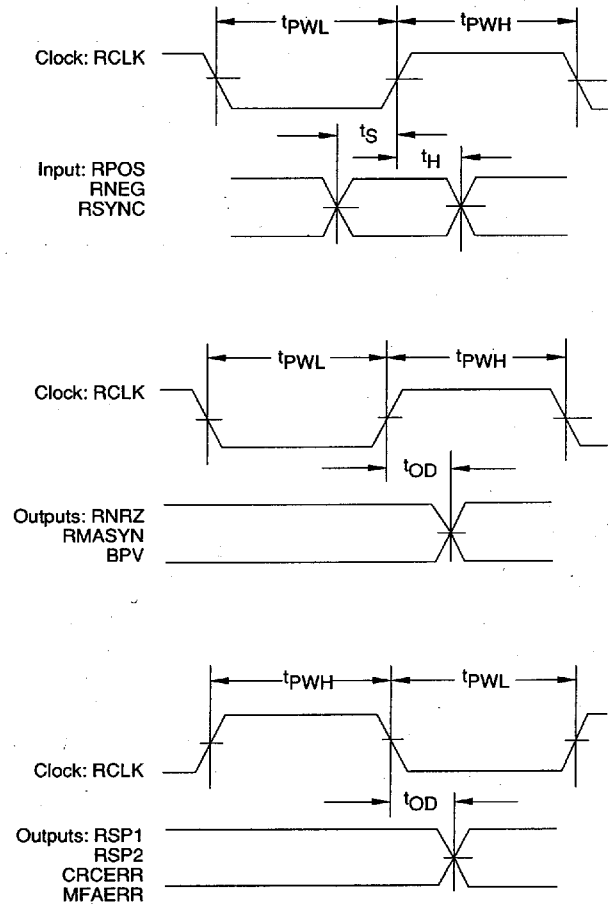 tPWL tPWH
Clock: RCLK
tS
tH
Input: RPOS
RNEG
RSYNC
tPWL tPWH
Clock: RCLK
tOD
Outputs: RNRZ
RMASYN
BPV
tPWH tPWL
Clock: RCLK
tOD
Outputs: RSP1
RSP2
CRCERR
MFAERR